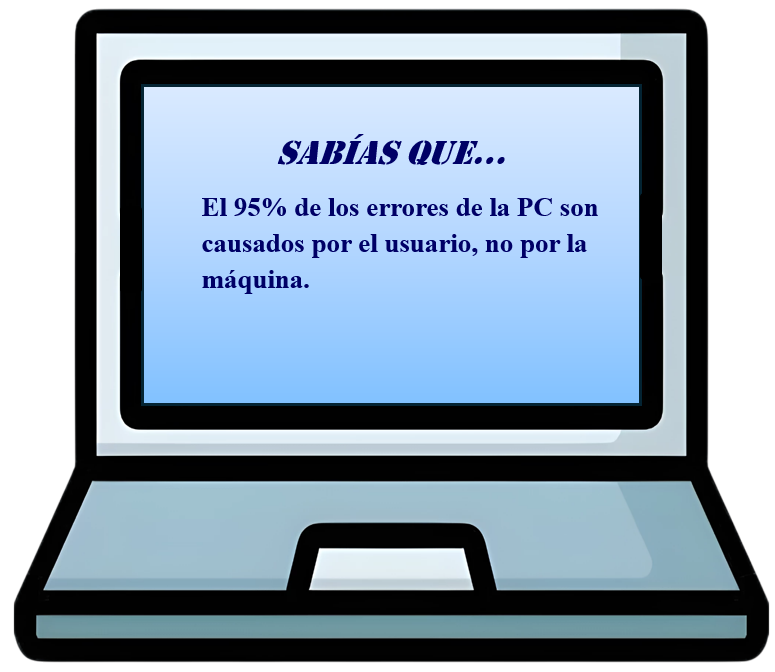 SABÍAS QUE...
El 95% de los errores de la PC son
causados por el usuario, no por la
máquina.